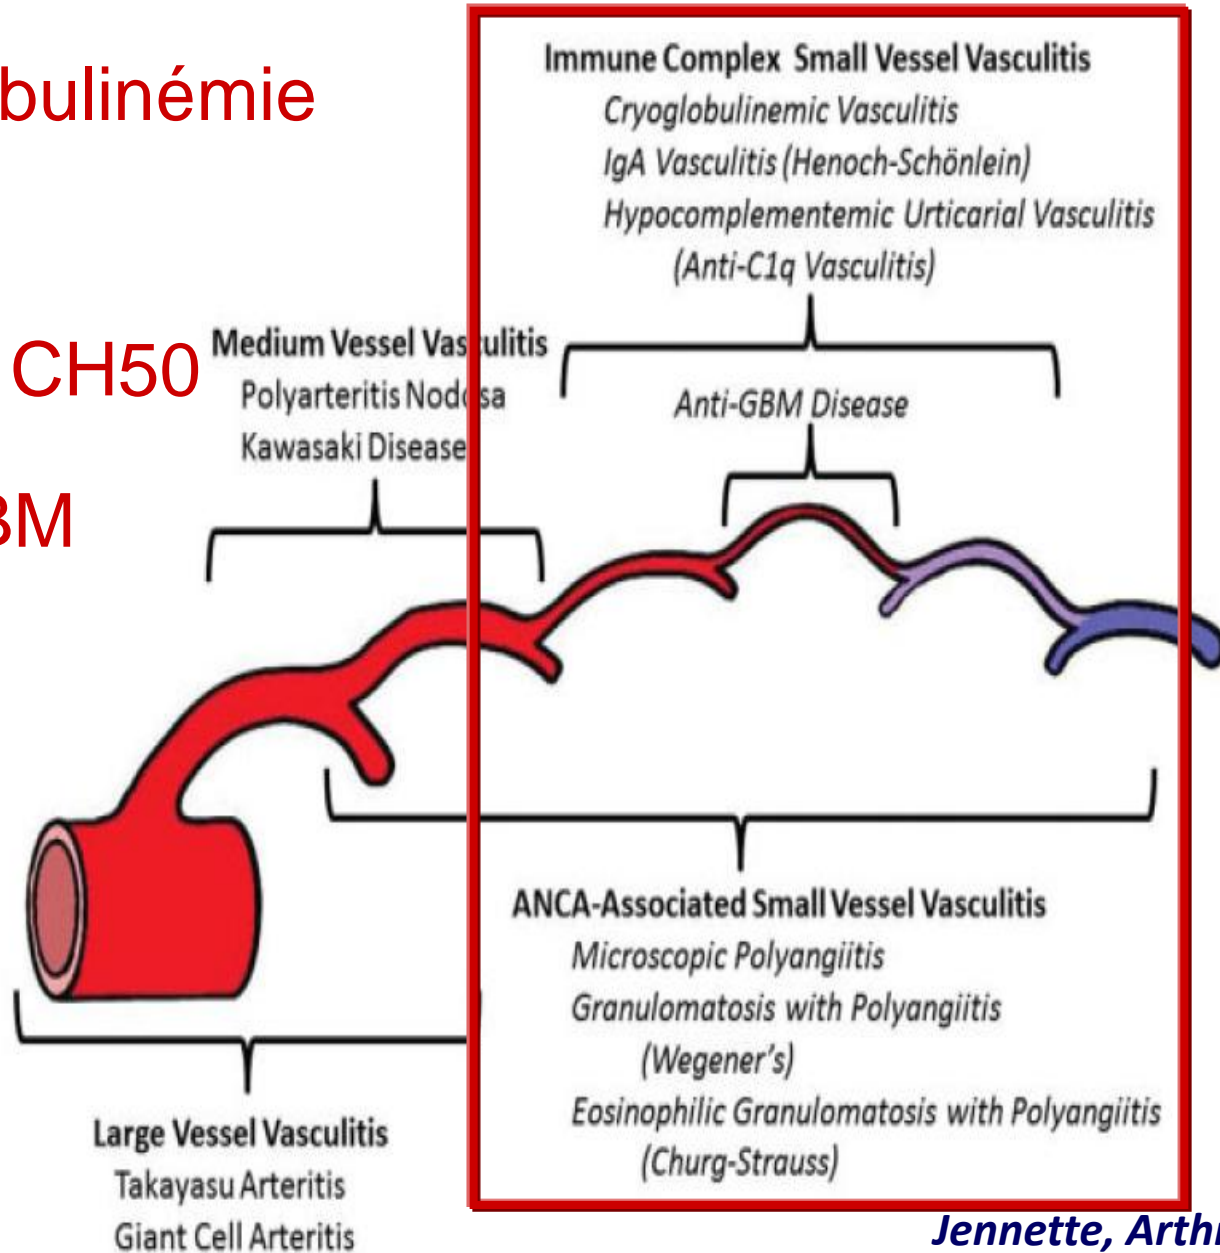 bulinémie
CH50
BM
Immune Complex Small Vessel Vasculitis
Cryoglobulinemic Vasculitis
IgA Vasculitis (Henoch-Schönlein)
Hypocomplementemic Urticarial Vasculitis
(Anti-C1q Vasculitis)
Medium Vessel Vasculitis
Polyarteritis Nodosa
Kawasaki Disease
Anti-GBM Disease
ANCA-Associated Small Vessel Vasculitis
Microscopic Polyangiitis
Granulomatosis with Polyangiitis
(Wegener's)
Eosinophilic Granulomatosis with Polyangiitis
(Churg-Strauss)
Large Vessel Vasculitis
Takayasu Arteritis
Giant Cell Arteritis
Jennette, Arthr